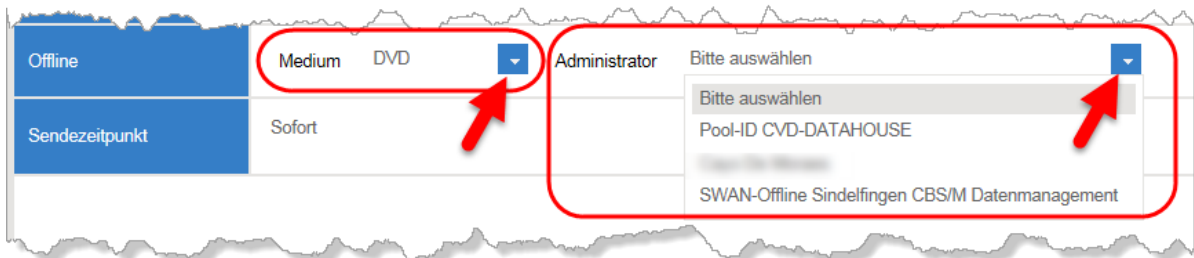 Offline Medium DVD Administrator Bitte auswählen
Bitte auswählen
Sendezeitpunkt Sofort Pool-ID CVD-DATAHOUSE
SWAN-Offline Sindelfingen CBS/M Datenmanagement